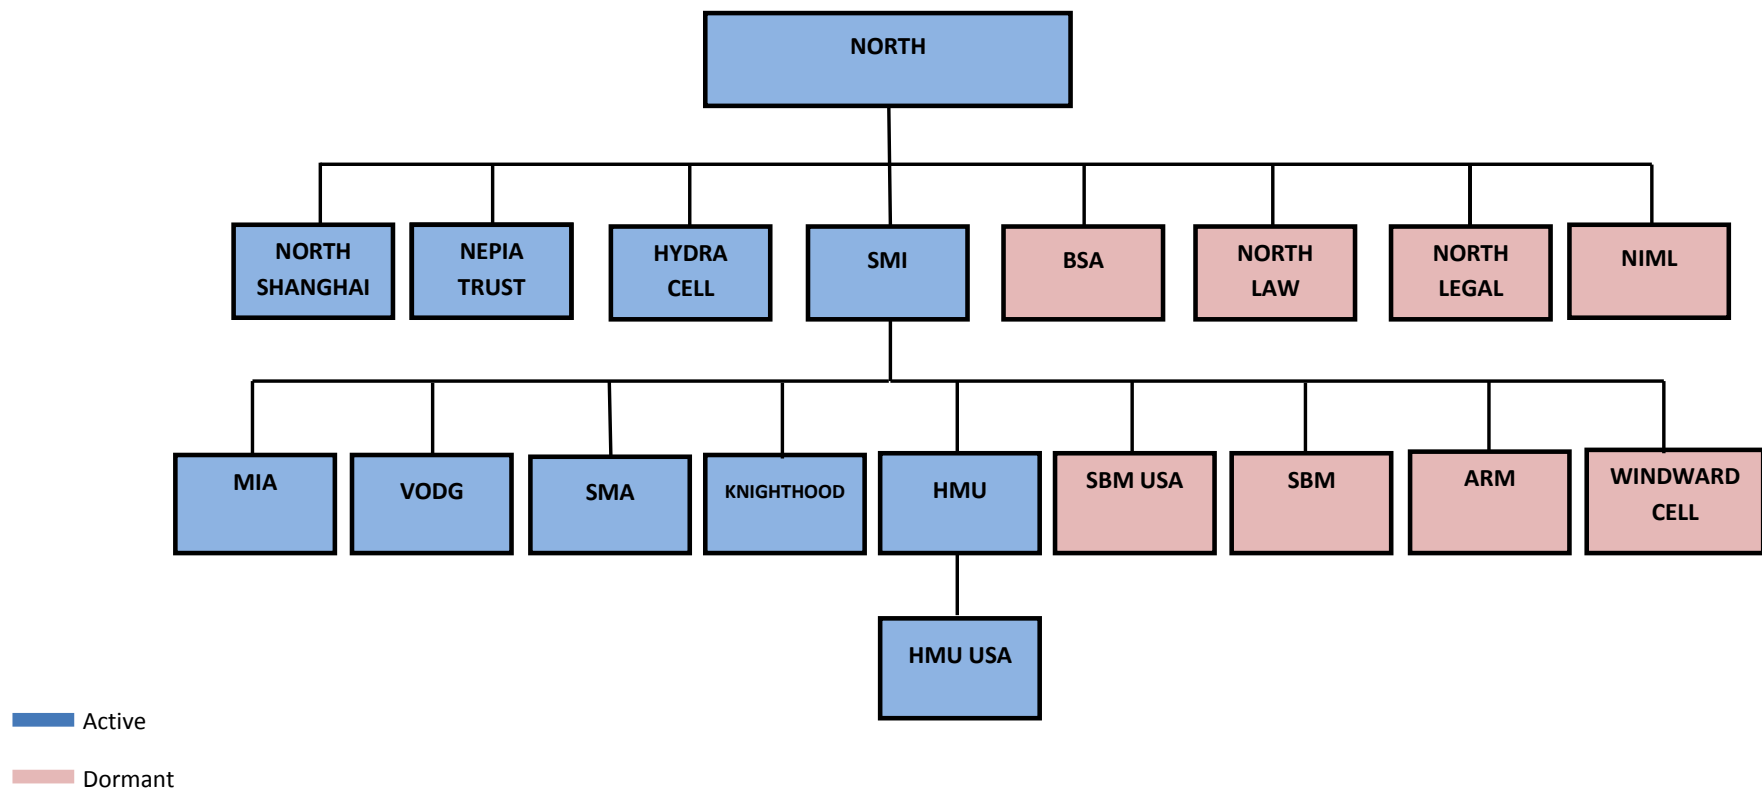 NORTH
NORTH
SHANGHAI
NEPIA
TRUST
HYDRA
CELL
SMI
BSA
NORTH
LAW
NORTH
LEGAL
NIML
MIA
VODG
SMA
KNIGHTHOOD
HMU
SBM USA
SBM
ARM
WINDWARD
CELL
HMU USA
Active
Dormant